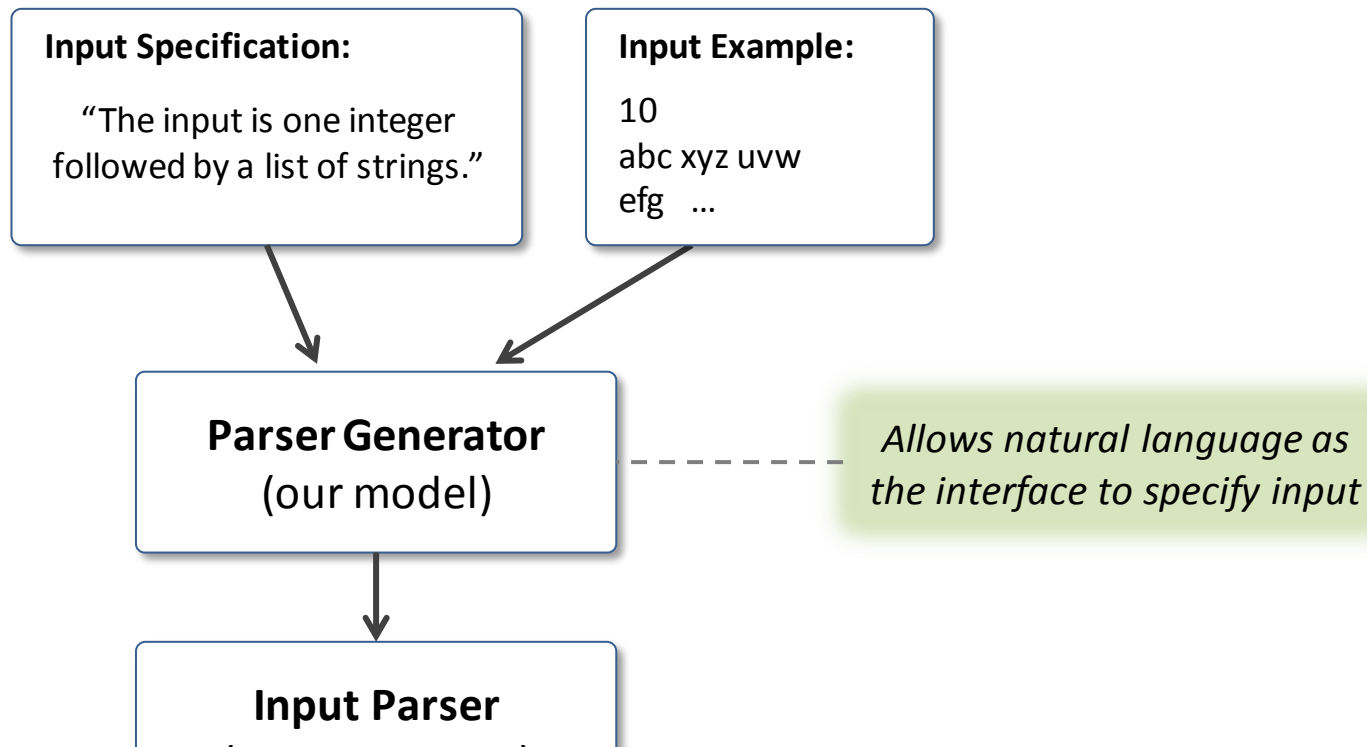 Input Specification:
“The input is one integer
followed by a list of strings.”
Input Example:
10
abc xyz uvw
efg …
Parser Generator
(our model)
Allows natural language as
the interface to specify input
Input Parser